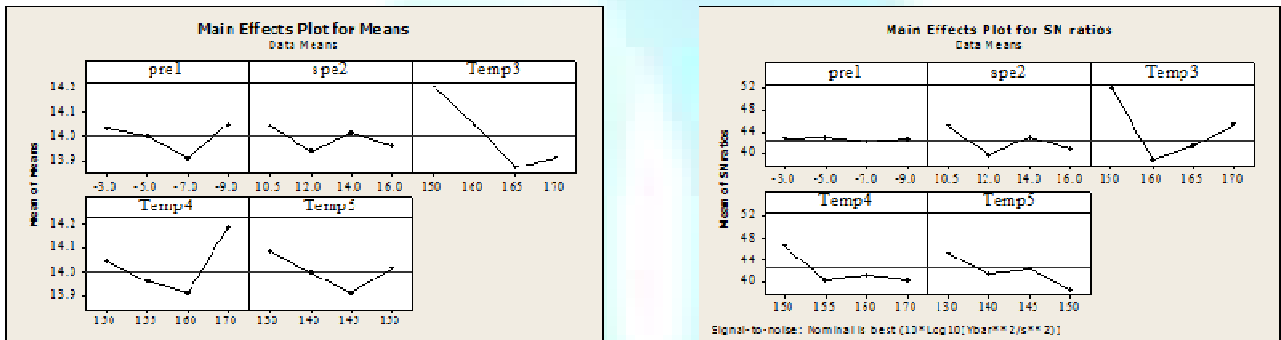 Main Effects Plot for Means
Data Means
pre1 spe2 Temp3
14.2
14.1
14.0
13.9
-3.0 -5.0 -7.0 -9.0 10.5 12.0 14.0 16.0 150 160 165 170
Temp4 Temp5
14.2
14.1
14.0
13.9
150 155 160 170 130 140 145 150
Mean of Means
Main Effects Plot for SN ratios
Data Means
pre1 spe2 Temp3
52
48
44
40
-3.0 -5.0 -7.0 -9.0 10.5 12.0 14.0 16.0 150 160 165 170
Temp4 Temp5
52
48
44
40
150 155 160 170 130 140 145 150
Mean of SN ratios
Signal-to-noise: Nominal is best (10*Log10(Ybar**2/s**2))